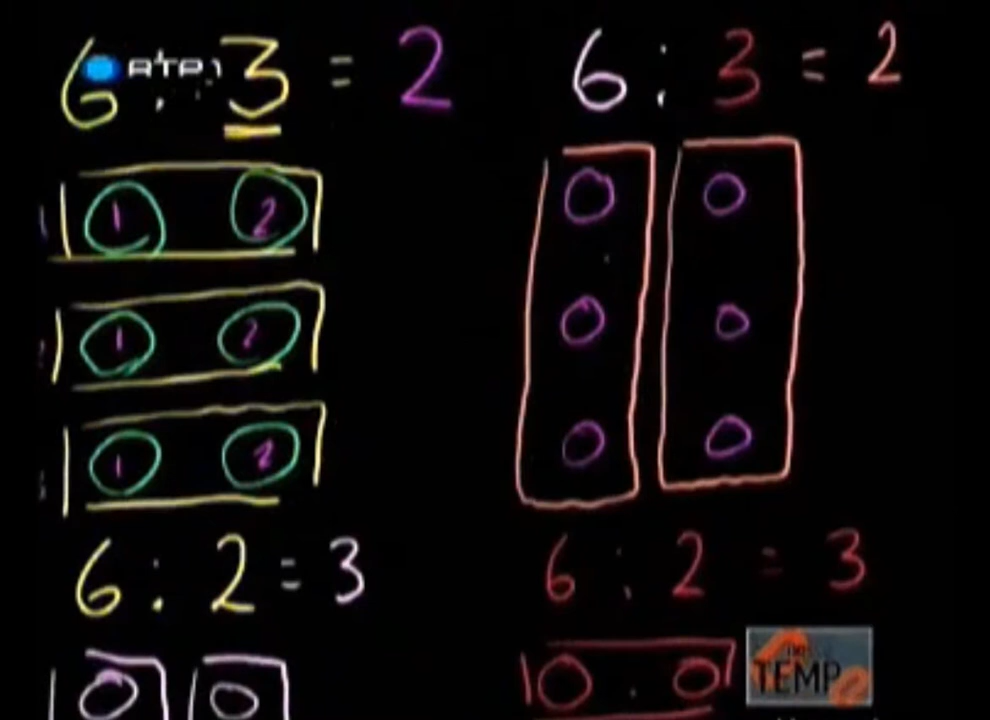 6 : 3 = 2
6 : 3 = 2
RTP1
1 2
1 2
1 2
6 : 2 = 3
6 : 2 = 3
TEMP